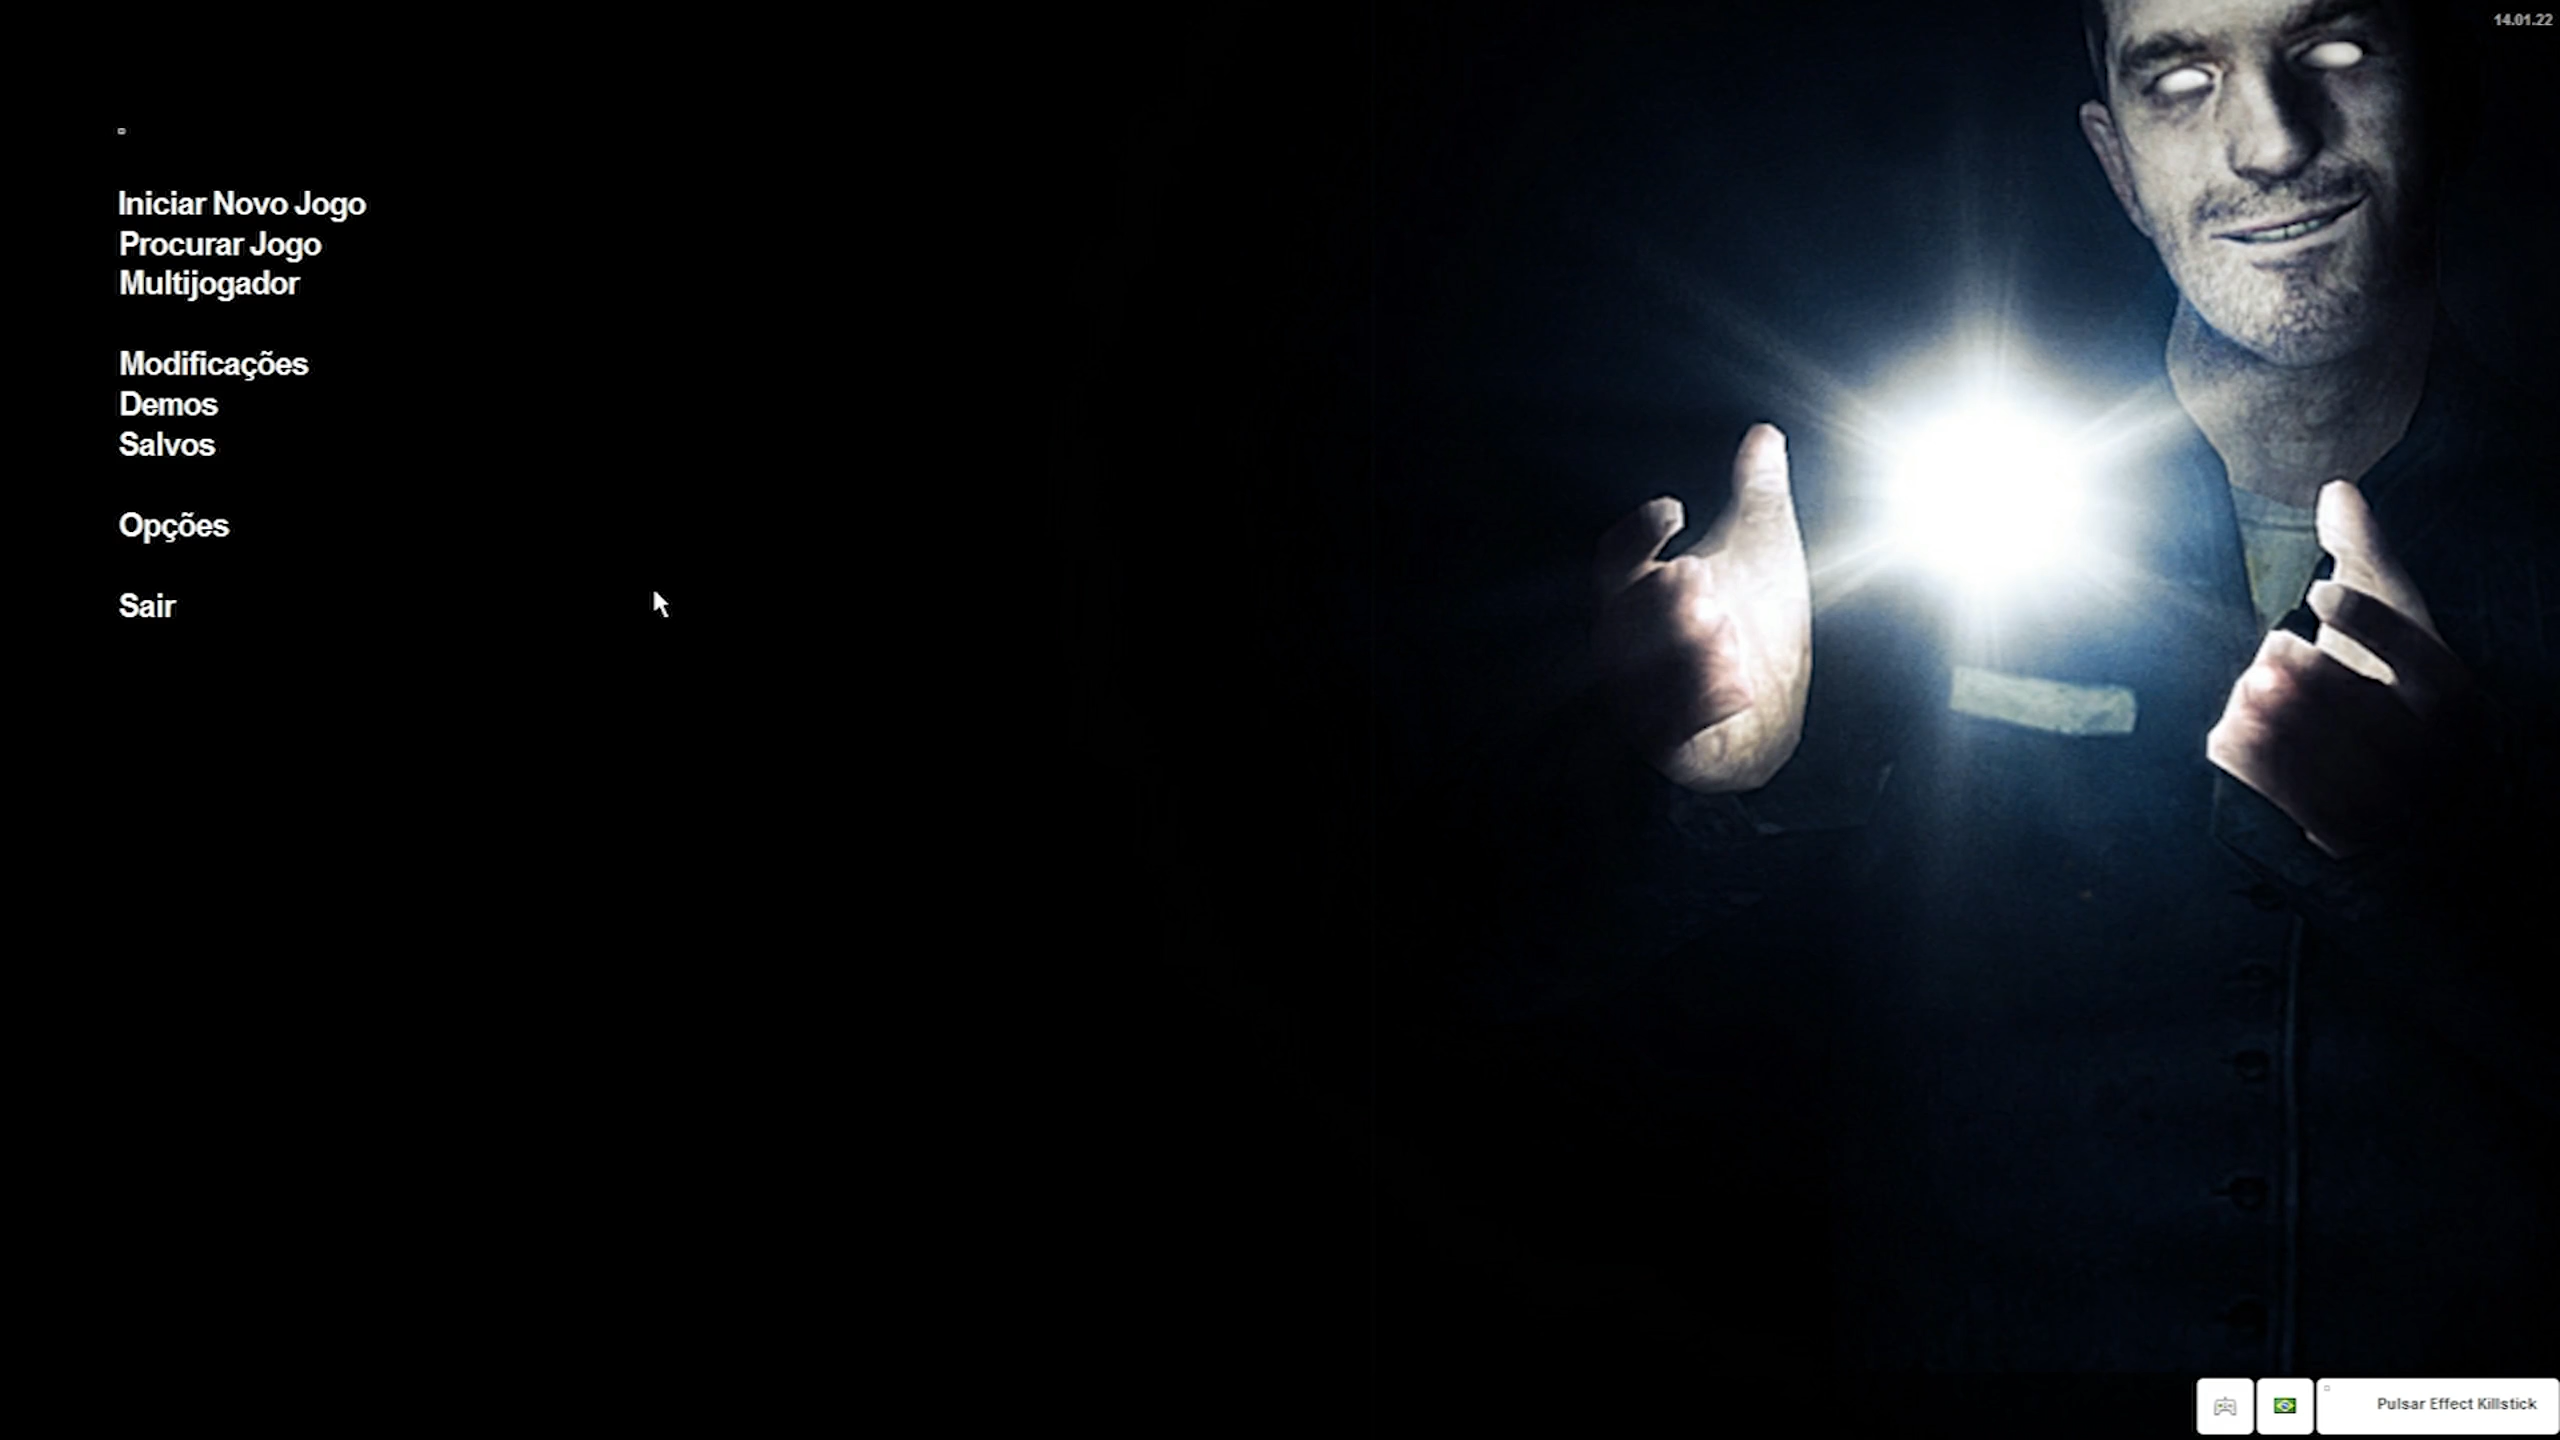 14.01.22
Iniciar Novo Jogo
Procurar Jogo
Multijogador
Modificações
Demos
Salvos
Opções
Sair
Pulsar Effect Killstick